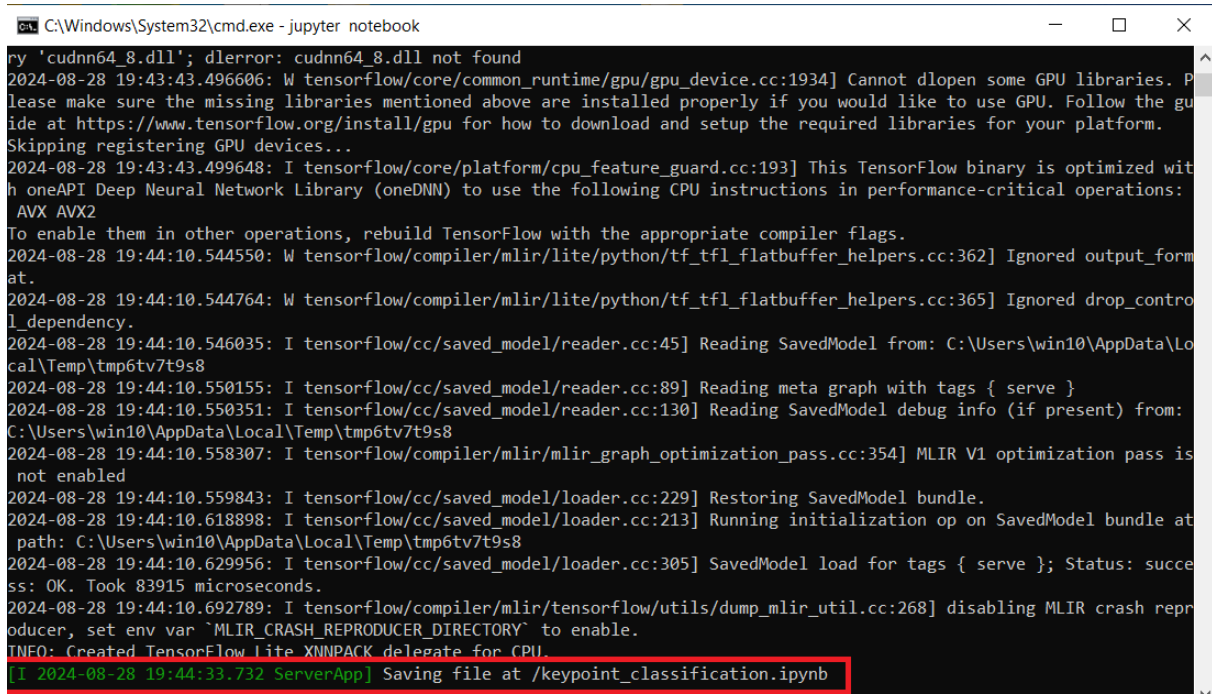 C:\Windows\System32\cmd.exe - jupyter notebook
ry 'cudnn64_8.dll'; dlerror: cudnn64_8.dll not found
2024-08-28 19:43:43.496606: W tensorflow/core/common_runtime/gpu/gpu_device.cc:1934] Cannot dlopen some GPU libraries. P
lease make sure the missing libraries mentioned above are installed properly if you would like to use GPU. Follow the gu
ide at https://www.tensorflow.org/install/gpu for how to download and setup the required libraries for your platform.
Skipping registering GPU devices...
2024-08-28 19:43:43.499648: I tensorflow/core/platform/cpu_feature_guard.cc:193] This TensorFlow binary is optimized wit
h oneAPI Deep Neural Network Library (oneDNN) to use the following CPU instructions in performance-critical operations:
 AVX AVX2
To enable them in other operations, rebuild TensorFlow with the appropriate compiler flags.
2024-08-28 19:44:10.544550: W tensorflow/compiler/mlir/lite/python/tf_tfl_flatbuffer_helpers.cc:362] Ignored output_form
at.
2024-08-28 19:44:10.544764: W tensorflow/compiler/mlir/lite/python/tf_tfl_flatbuffer_helpers.cc:365] Ignored drop_contro
l_dependency.
2024-08-28 19:44:10.546035: I tensorflow/cc/saved_model/reader.cc:45] Reading SavedModel from: C:\Users\win10\AppData\Lo
cal\Temp\tmp6tv7t9s8
2024-08-28 19:44:10.550155: I tensorflow/cc/saved_model/reader.cc:89] Reading meta graph with tags { serve }
2024-08-28 19:44:10.550351: I tensorflow/cc/saved_model/reader.cc:130] Reading SavedModel debug info (if present) from:
C:\Users\win10\AppData\Local\Temp\tmp6tv7t9s8
2024-08-28 19:44:10.558307: I tensorflow/compiler/mlir/mlir_graph_optimization_pass.cc:354] MLIR V1 optimization pass is
 not enabled
2024-08-28 19:44:10.559843: I tensorflow/cc/saved_model/loader.cc:229] Restoring SavedModel bundle.
2024-08-28 19:44:10.618898: I tensorflow/cc/saved_model/loader.cc:213] Running initialization op on SavedModel bundle at
 path: C:\Users\win10\AppData\Local\Temp\tmp6tv7t9s8
2024-08-28 19:44:10.629956: I tensorflow/cc/saved_model/loader.cc:305] SavedModel load for tags { serve }; Status: succe
ss: OK. Took 83915 microseconds.
2024-08-28 19:44:10.692789: I tensorflow/compiler/mlir/tensorflow/utils/dump_mlir_util.cc:268] disabling MLIR crash repr
oducer, set env var `MLIR_CRASH_REPRODUCER_DIRECTORY` to enable.
INFO: Created TensorFlow Lite XNNPACK delegate for CPU.
[I 2024-08-28 19:44:33.732 ServerApp] Saving file at /keypoint_classification.ipynb